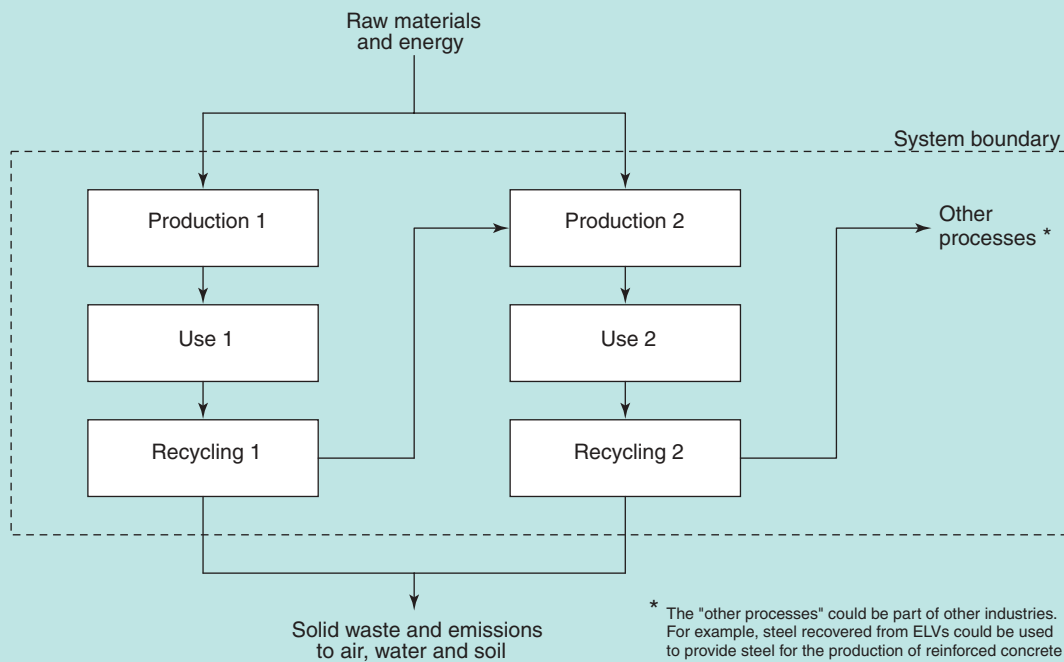 Raw materials
and energy
System boundary
Production 1
Production 2
Other
processes *
Use 1
Use 2
Recycling 1
Recycling 2
Solid waste and emissions
to air, water and soil
* The "other processes" could be part of other industries.
For example, steel recovered from ELVs could be used
to provide steel for the production of reinforced concrete